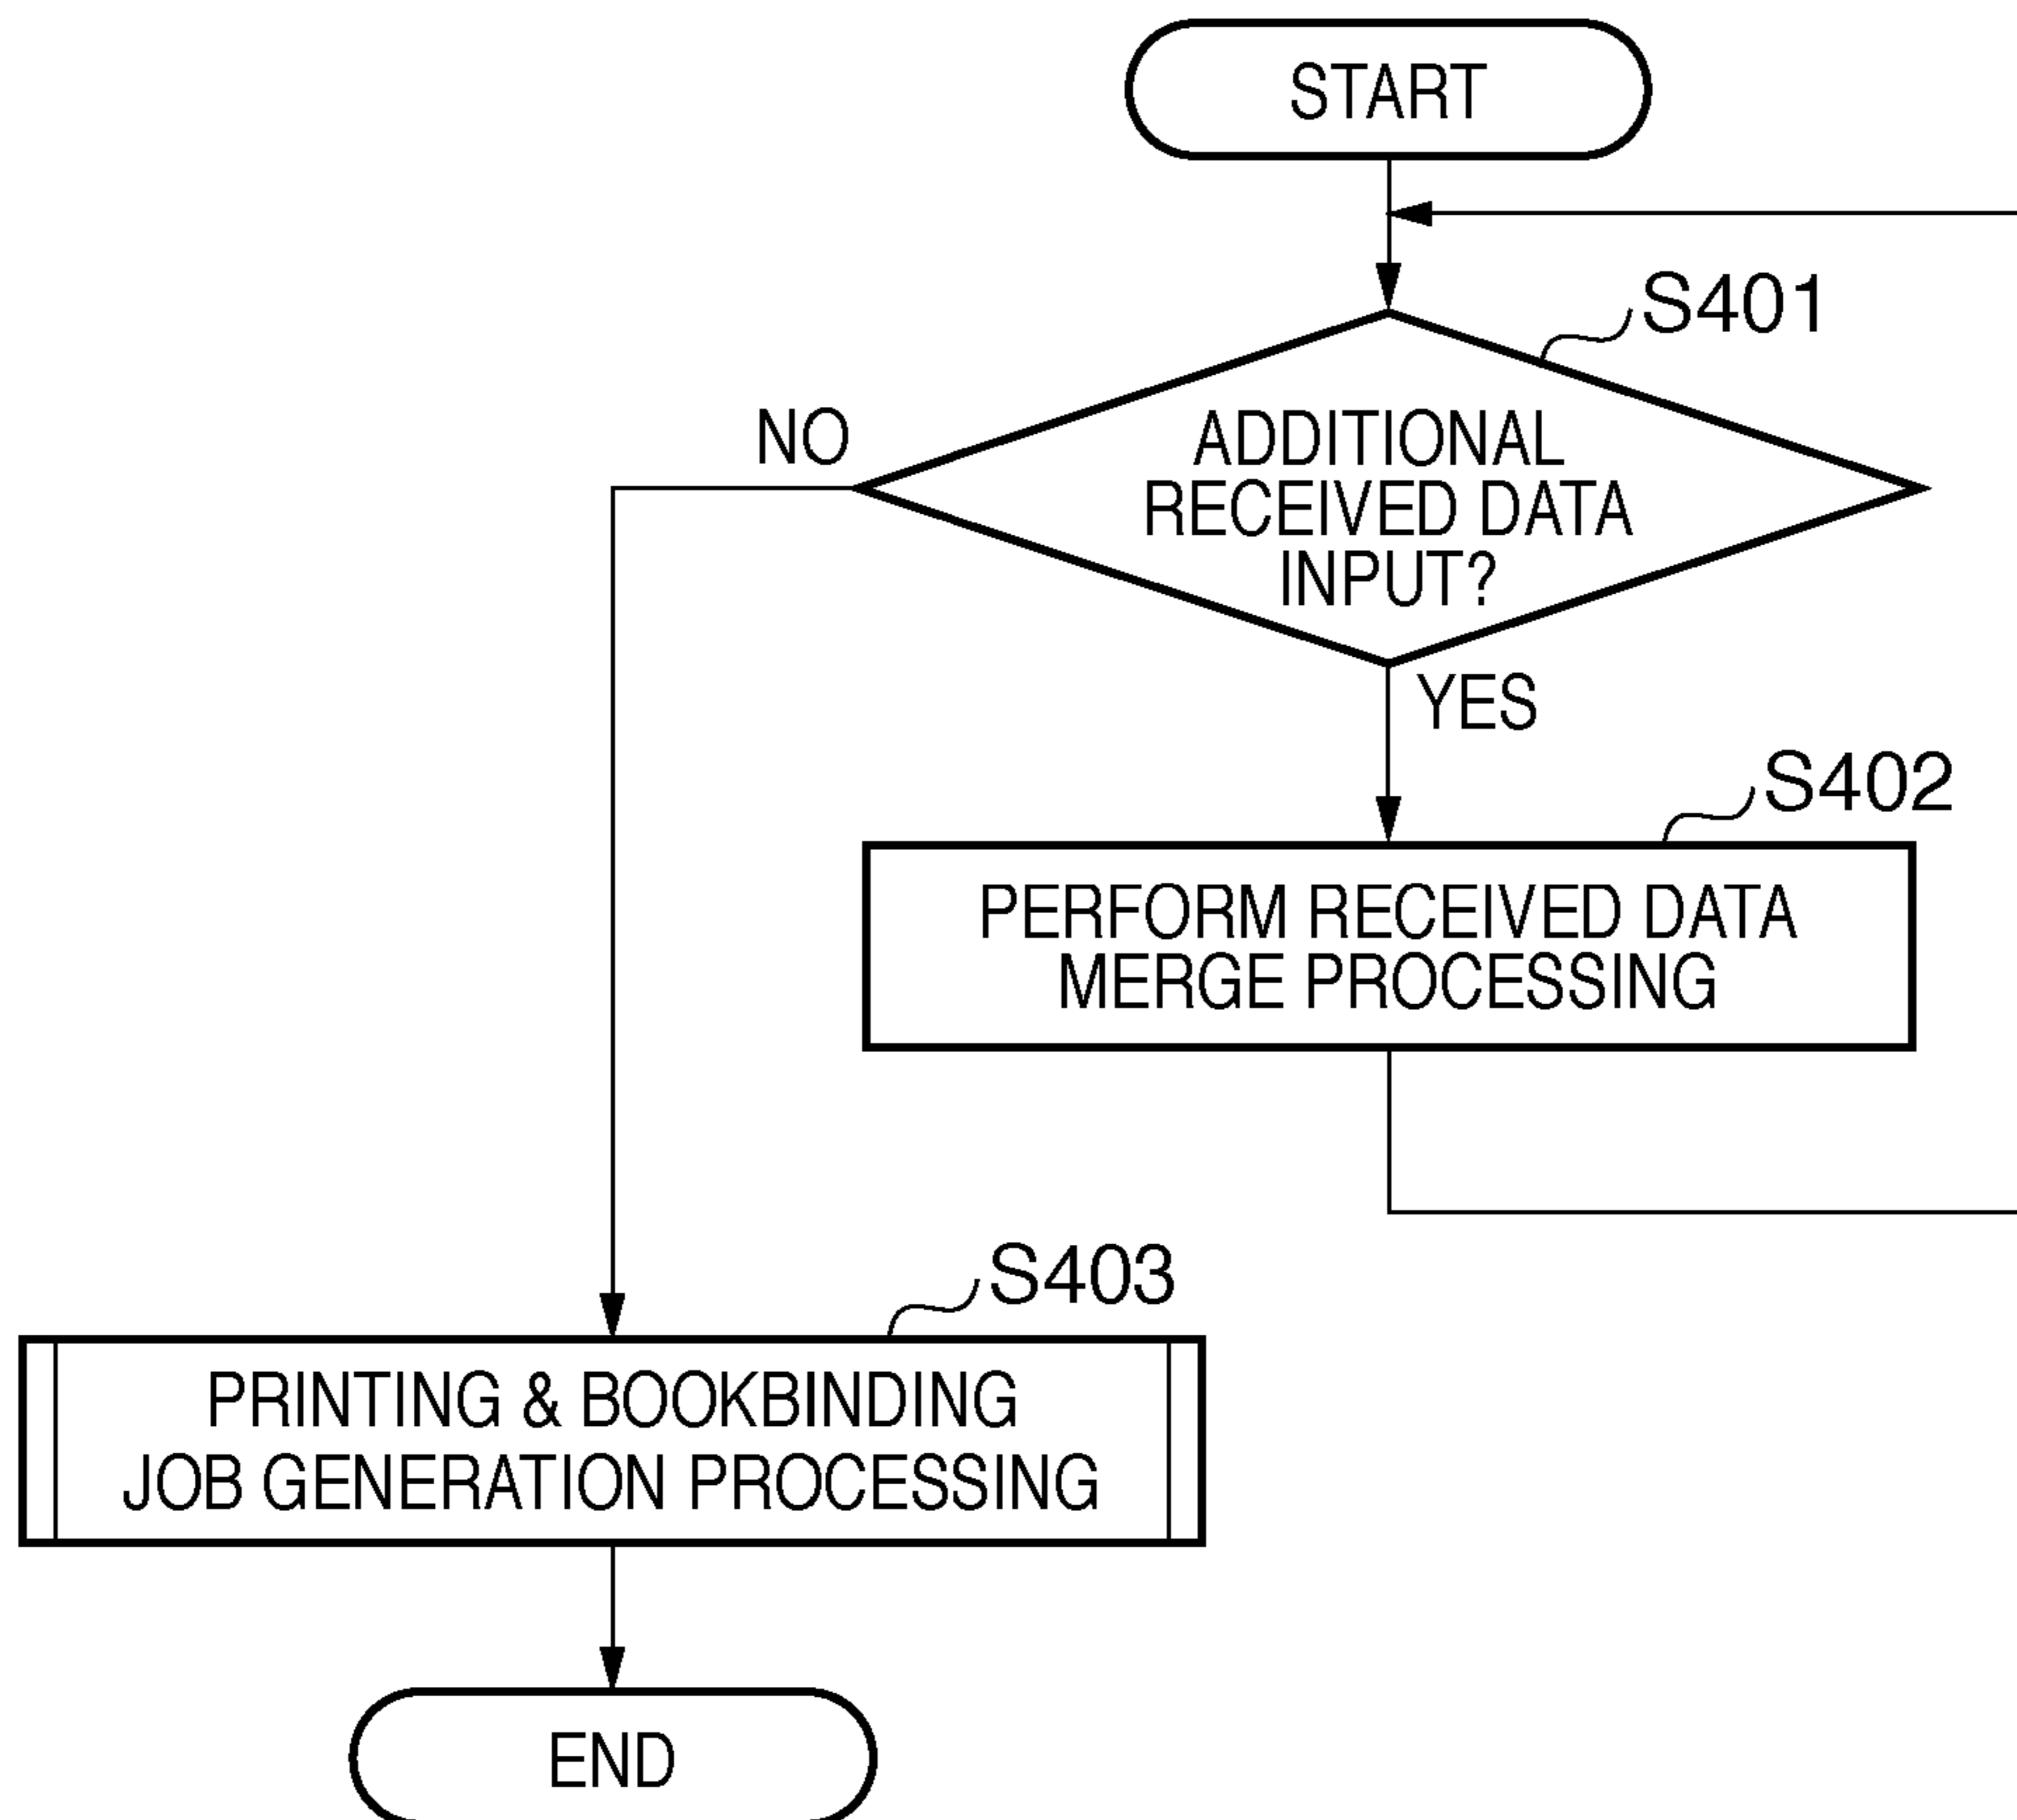 START
S401
NO
ADDITIONAL
RECEIVED DATA
INPUT?
YES
S402
PERFORM RECEIVED DATA
MERGE PROCESSING
S403
PRINTING & BOOKBINDING
JOB GENERATION PROCESSING
END